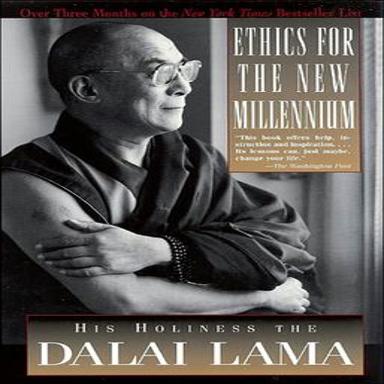 Over Three Months on the New York Times Bestseller List
ETHICS FOR
THE NEW
MILLENNIUM
"This book offers help, in-
struction and inspiration. . . .
Its lessons can, just maybe,
change your life."
—The Washington Post
HIS HOLINESS THE
DALAI LAMA